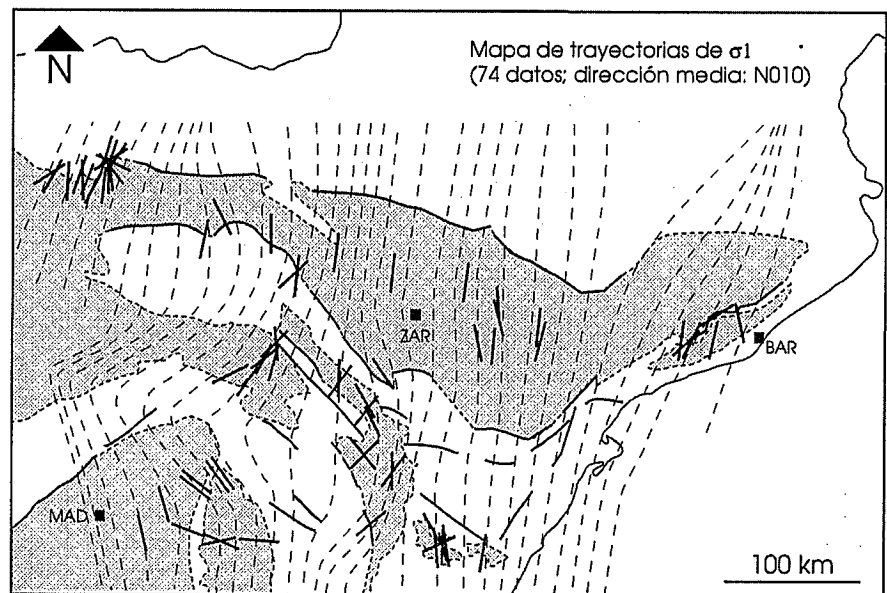 N
Mapa de trayectorias de σ1
(74 datos; dirección media: N010)
ZAR
BAR
MAD
100 km